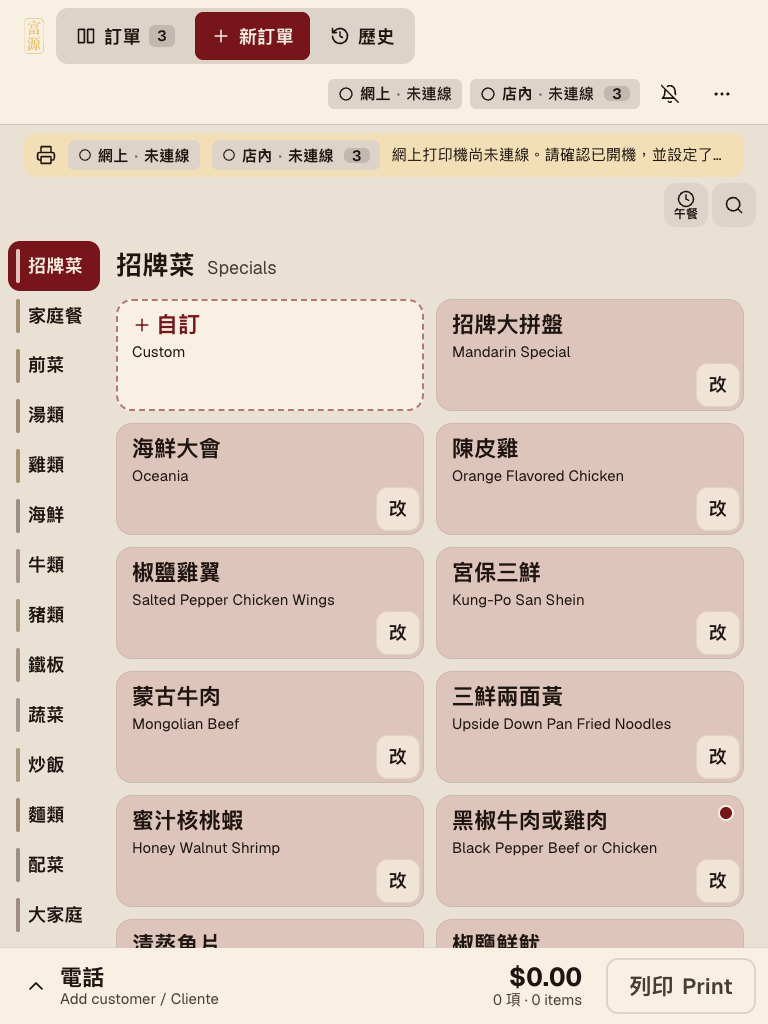 富源
訂單 3
新訂單
歷史
網上 · 未連線
店內 · 未連線 3
網上 · 未連線
店內 · 未連線 3
網上打印機尚未連線。請確認已開機，並設定了…
午餐
招牌菜
家庭餐
前菜
湯類
雞類
海鮮
牛類
豬類
鐵板
蔬菜
炒飯
麵類
配菜
大家庭
招牌菜 Specials
+ 自訂
Custom
招牌大拼盤
Mandarin Special
改
海鮮大會
Oceania
改
陳皮雞
Orange Flavored Chicken
改
椒鹽雞翼
Salted Pepper Chicken Wings
改
宮保三鮮
Kung-Po San Shein
改
蒙古牛肉
Mongolian Beef
改
三鮮兩面黃
Upside Down Pan Fried Noodles
改
蜜汁核桃蝦
Honey Walnut Shrimp
改
黑椒牛肉或雞肉
Black Pepper Beef or Chicken
改
清蒸魚片
椒鹽鮮魷
電話
Add customer / Cliente
$0.00
0 項 · 0 items
列印 Print